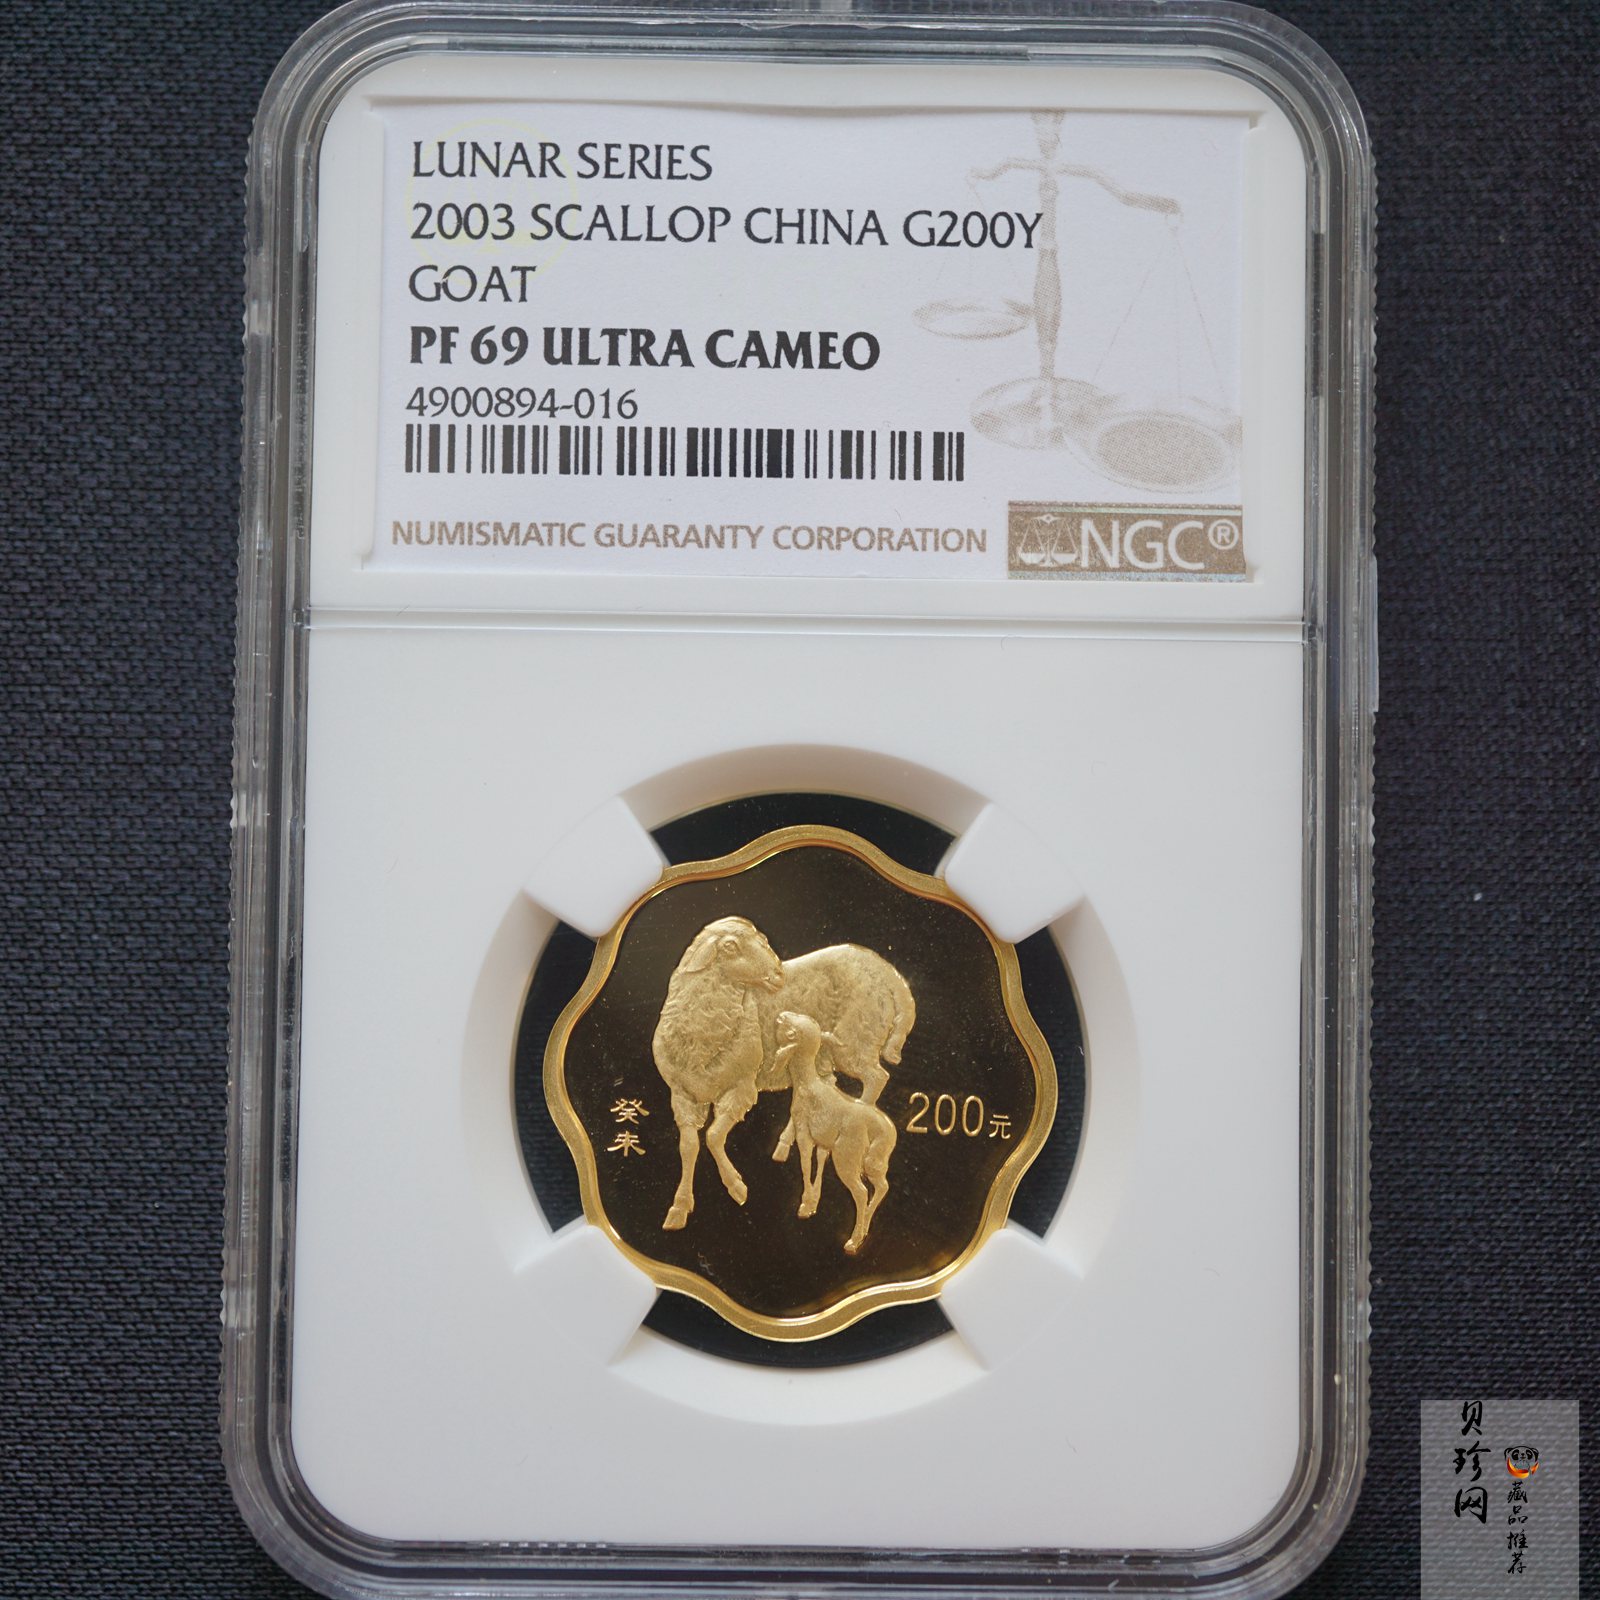 LUNAR SERIES
2003 SCALLOP CHINA G200Y
GOAT
PF 69 ULTRA CAMEO
4900894-016
NUMISMATIC GUARANTY CORPORATION
NGC®
癸未
200元
贝珍网
藏品推荐